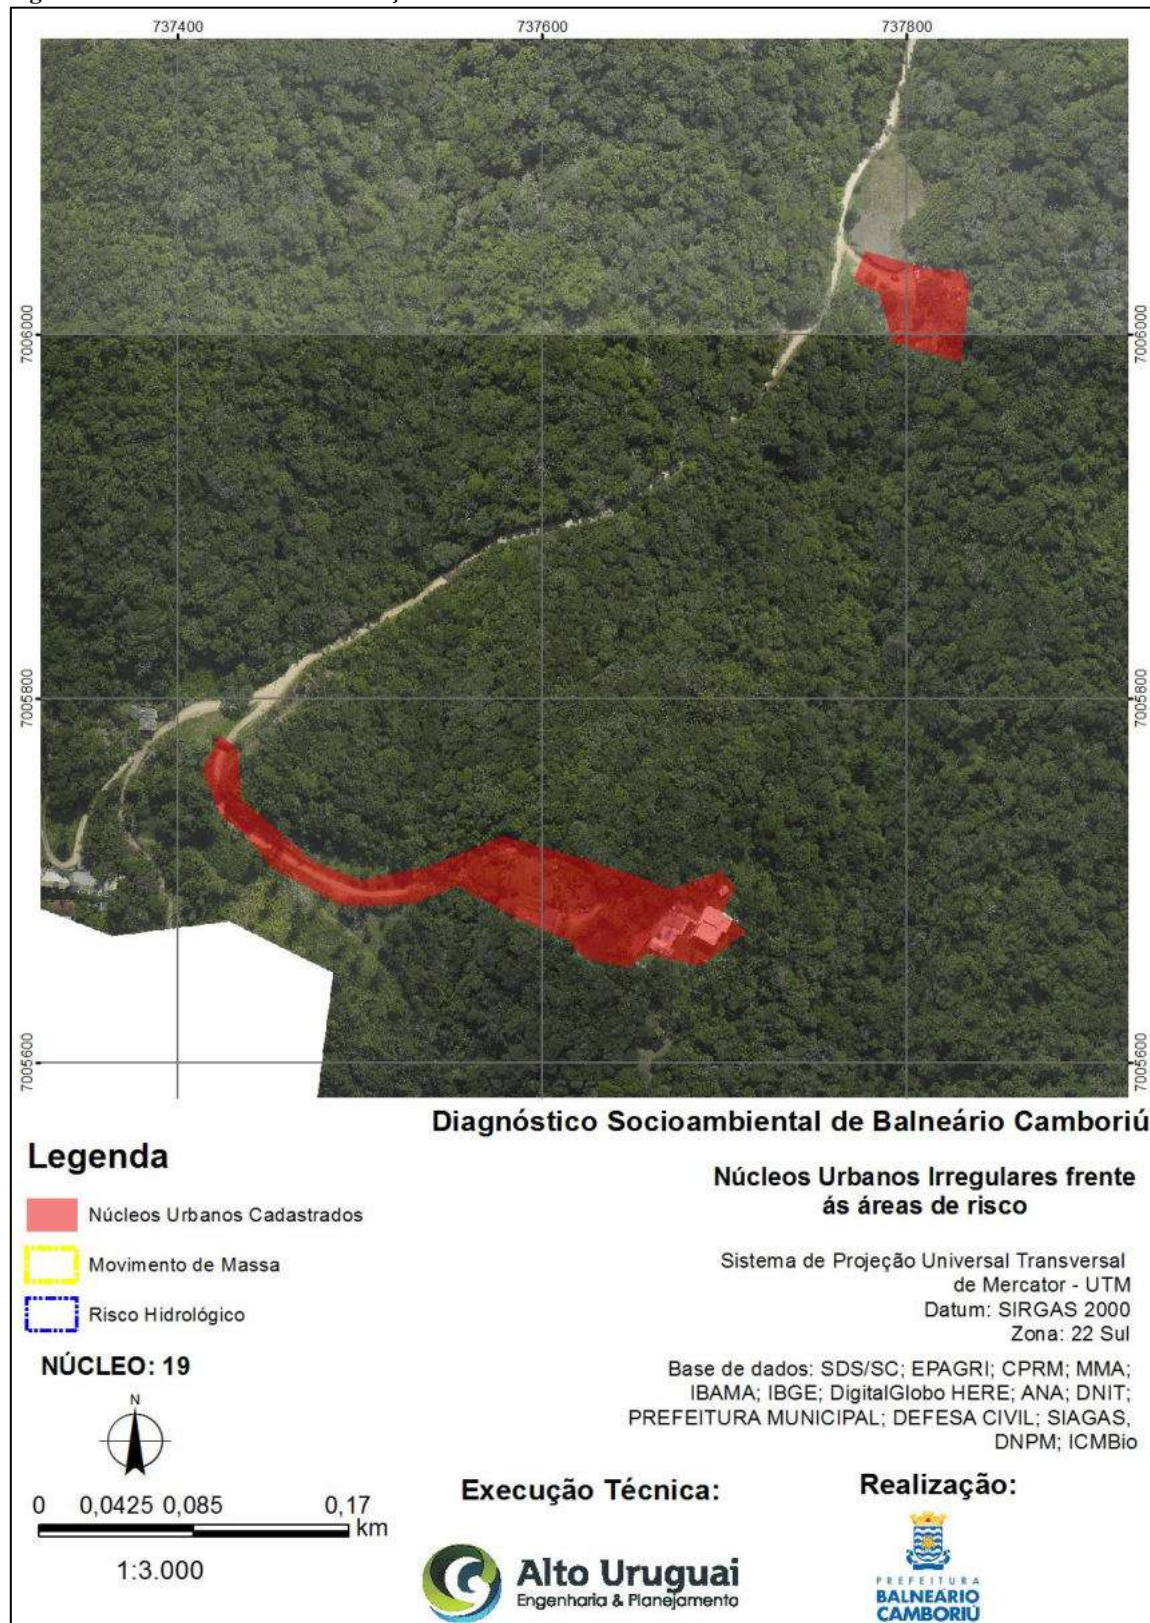 737400 737600 737800
7006000 7006000
7005800 7005800
7005600 7005600
Diagnóstico Socioambiental de Balneário Camboriú
Legenda
Núcleos Urbanos Cadastrados
Movimento de Massa
Risco Hidrológico
NÚCLEO: 19
N
0 0,0425 0,085 0,17
km
1:3.000
Núcleos Urbanos Irregulares frente
ás áreas de risco
Sistema de Projeção Universal Transversal
de Mercator - UTM
Datum: SIRGAS 2000
Zona: 22 Sul
Base de dados: SDS/SC; EPAGRI; CPRM; MMA;
IBAMA; IBGE; DigitalGlobo HERE; ANA; DNIT;
PREFEITURA MUNICIPAL; DEFESA CIVIL; SIAGAS,
DNPM; ICMBio
Execução Técnica:
Alto Uruguai
Engenharia & Planejamento
Realização:
PREFEITURA
BALNEÁRIO
CAMBORIÚ